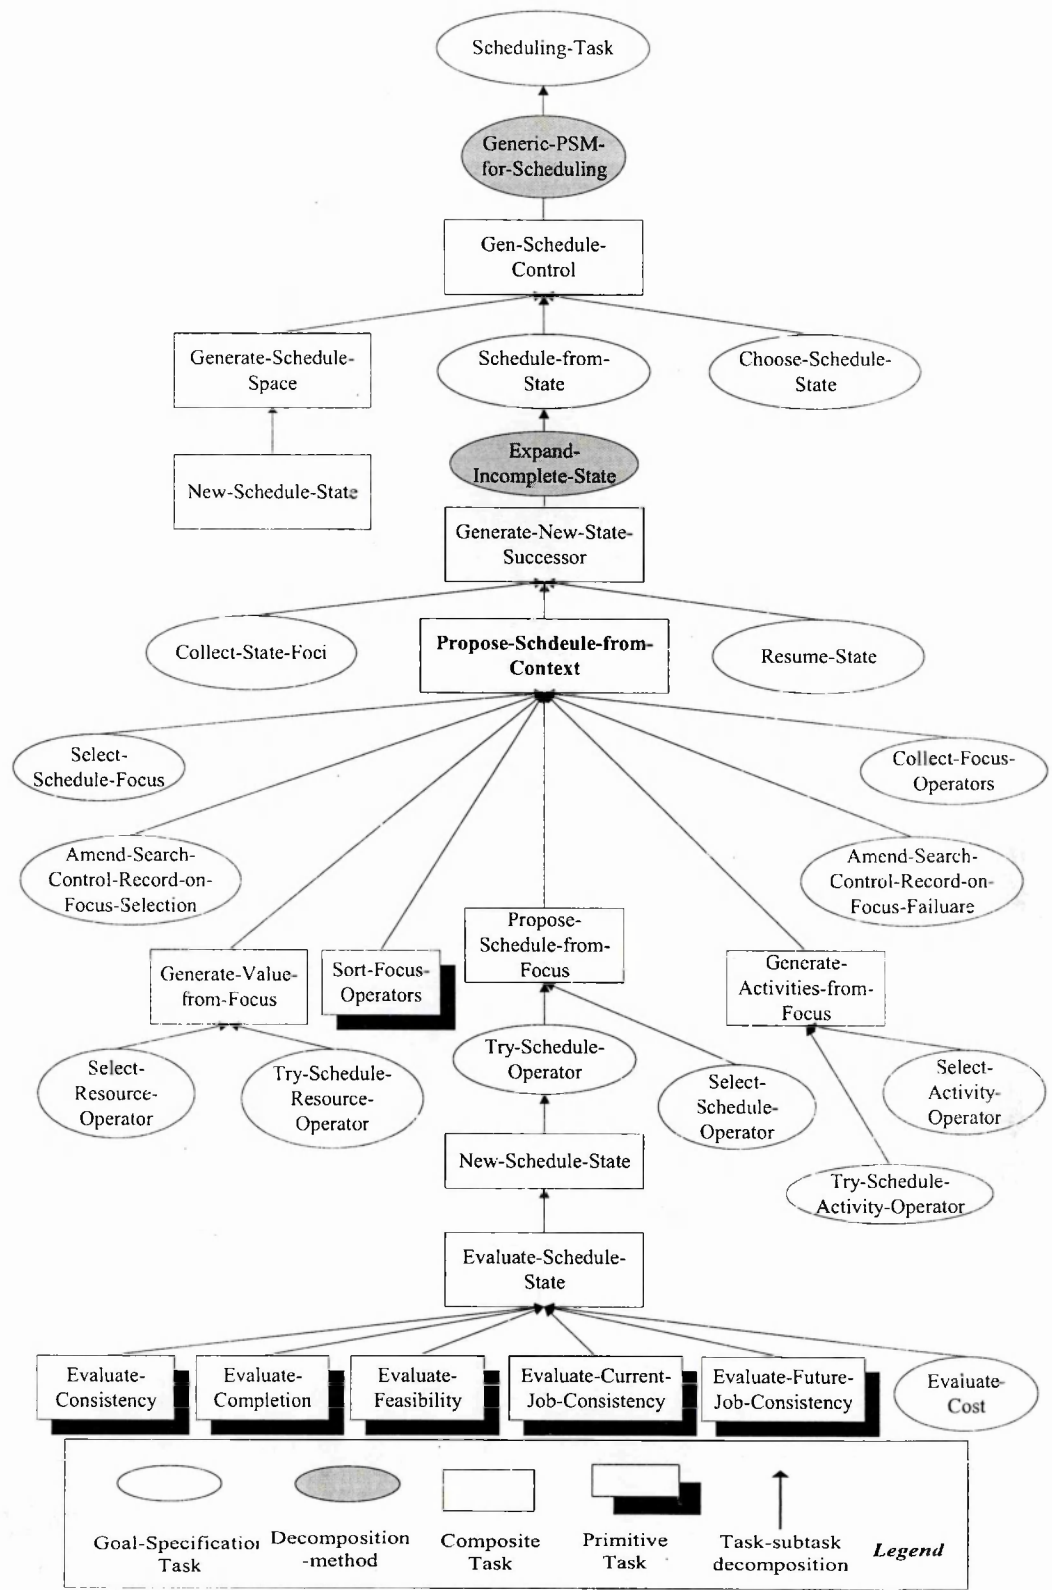 Scheduling-Task
Generic-PSM-
for-Scheduling
Gen-Schedule-
Control
Generate-Schedule-
Space
Schedule-from-
State
Choose-Schedule-
State
Expand-
Incomplete-State
New-Schedule-State
Generate-New-State-
Successor
Collect-State-Foci
Propose-Schdeule-from-
Context
Resume-State
Select-
Schedule-Focus
Collect-Focus-
Operators
Amend-Search-
Control-Record-on-
Focus-Selection
Amend-Search-
Control-Record-on-
Focus-Failuare
Generate-Value-
from-Focus
Sort-Focus-
Operators
Propose-
Schedule-from-
Focus
Generate-
Activities-from-
Focus
Select-
Resource-
Operator
Try-Schedule-
Resource-
Operator
Try-Schedule-
Operator
Select-
Schedule-
Operator
Select-
Activity-
Operator
New-Schedule-State
Try-Schedule-
Activity-Operator
Evaluate-Schedule-
State
Evaluate-
Consistency
Evaluate-
Completion
Evaluate-
Feasibility
Evaluate-Current-
Job-Consistency
Evaluate-Future-
Job-Consistency
Evaluate-
Cost
Goal-Specification
Task
Decomposition
-method
Composite
Task
Primitive
Task
Task-subtask
decomposition
Legend